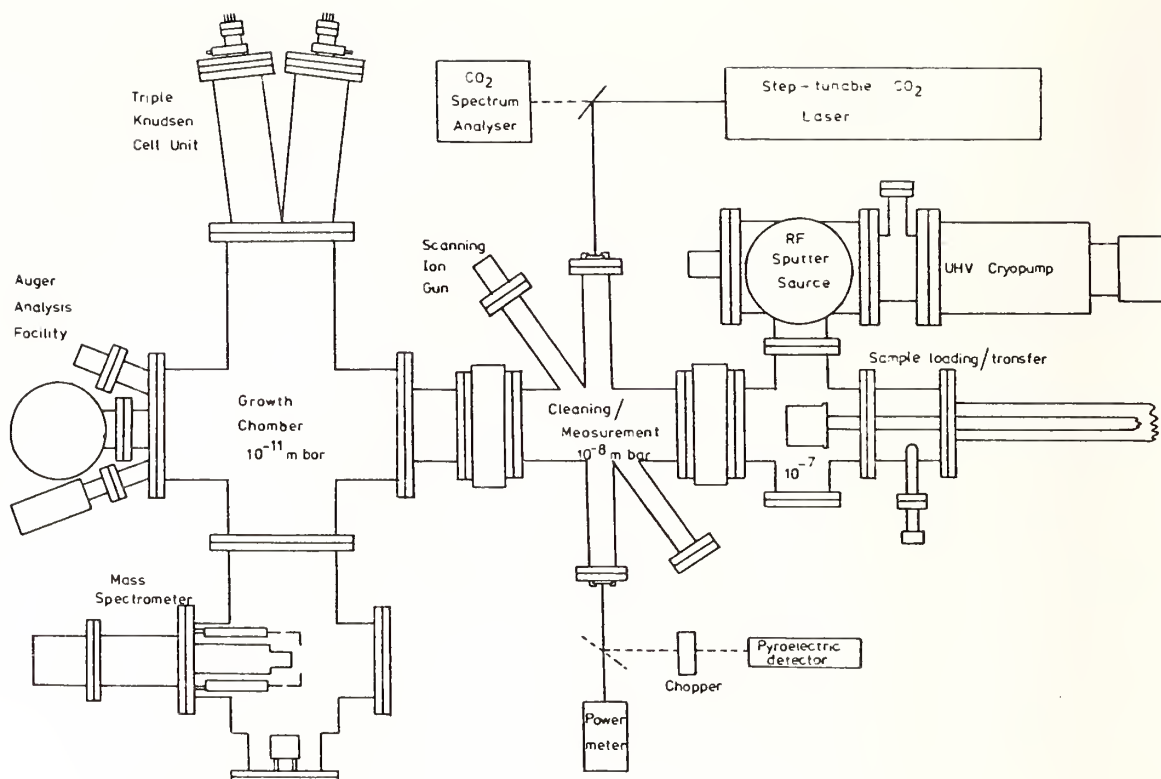 CO2
Spectrum
Analyser
Step-tunable CO2
Laser
Triple
Knudsen
Cell Unit
Scanning
Ion
Gun
RF
Sputter
Saurce
UHV Cryopump
Auger
Analysis
Facility
Sample loading/transfer
Growth
Chamber
10-11 m bar
Cleaning/
Measurement
10-8 m bar
10-7
Mass
Spectrometer
Pyroelectric
detector
Chopper
Power
meter